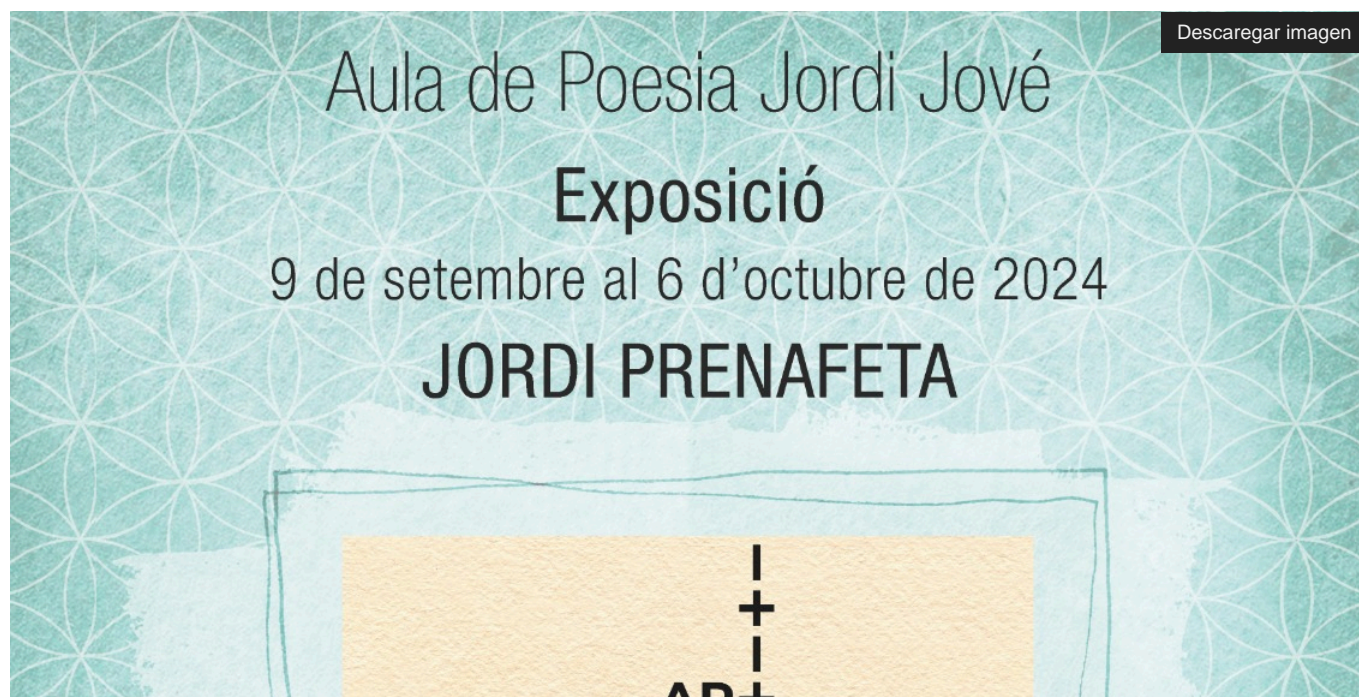 Descaregar imagen
Aula de Poesia Jordi Jové
Exposició
9 de setembre al 6 d’octubre de 2024
JORDI PRENAFETA
I
+
I